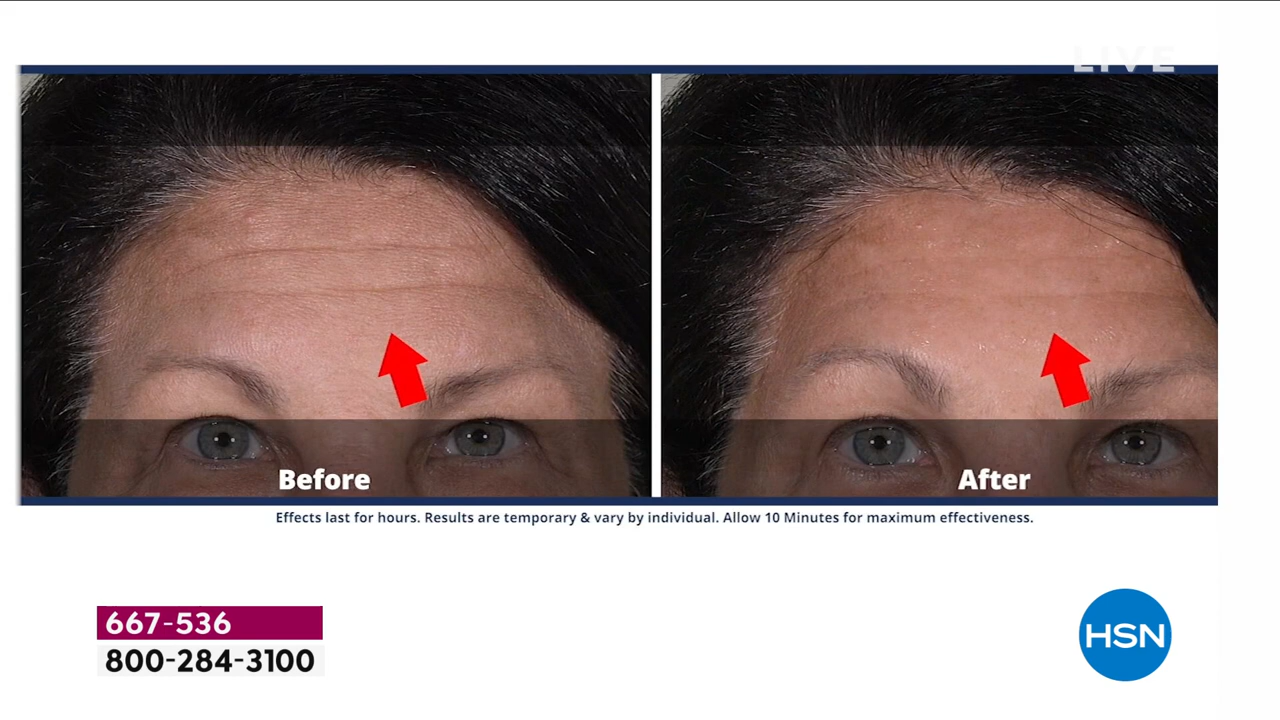 LIVE
Before
After
Effects last for hours. Results are temporary & vary by individual. Allow 10 Minutes for maximum effectiveness.
667-536
800-284-3100
HSN